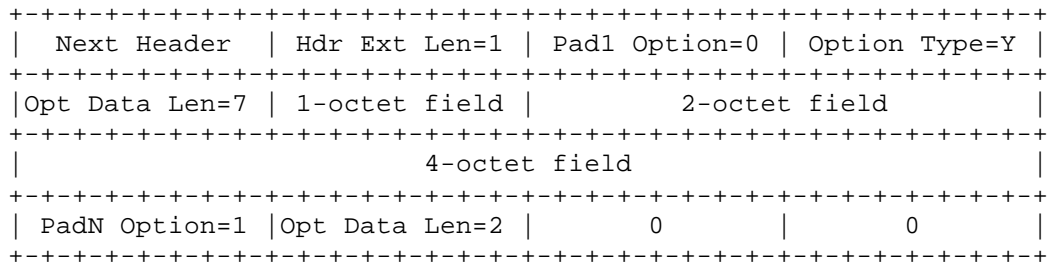 +-+-+-+-+-+-+-+-+-+-+-+-+-+-+-+-+-+-+-+-+-+-+-+-+-+-+-+-+-+-+-+-+
|  Next Header  | Hdr Ext Len=1 | Pad1 Option=0 | Option Type=Y |
+-+-+-+-+-+-+-+-+-+-+-+-+-+-+-+-+-+-+-+-+-+-+-+-+-+-+-+-+-+-+-+-+
|Opt Data Len=7 | 1-octet field |         2-octet field         |
+-+-+-+-+-+-+-+-+-+-+-+-+-+-+-+-+-+-+-+-+-+-+-+-+-+-+-+-+-+-+-+-+
|                         4-octet field                         |
+-+-+-+-+-+-+-+-+-+-+-+-+-+-+-+-+-+-+-+-+-+-+-+-+-+-+-+-+-+-+-+-+
| PadN Option=1 |Opt Data Len=2 |       0       |       0       |
+-+-+-+-+-+-+-+-+-+-+-+-+-+-+-+-+-+-+-+-+-+-+-+-+-+-+-+-+-+-+-+-+